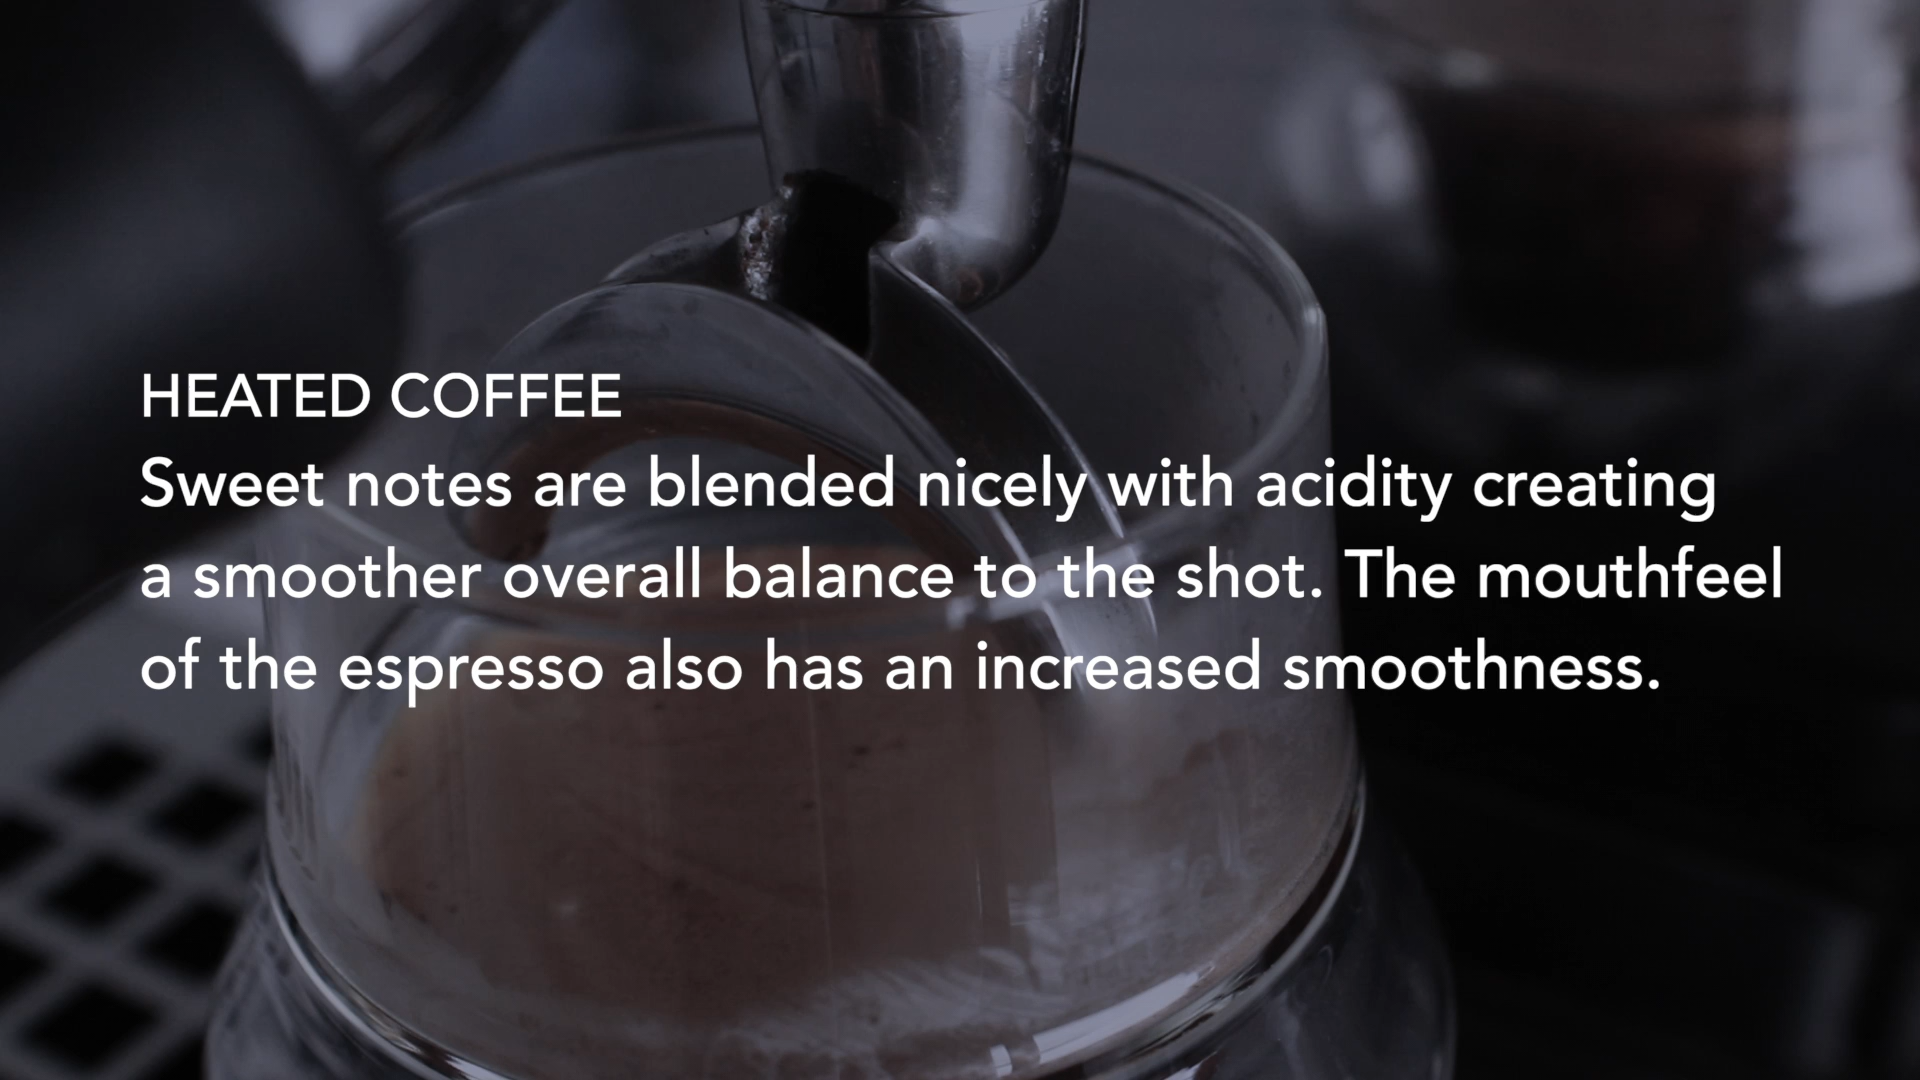 HEATED COFFEE
Sweet notes are blended nicely with acidity creating
a smoother overall balance to the shot. The mouthfeel
of the espresso also has an increased smoothness.